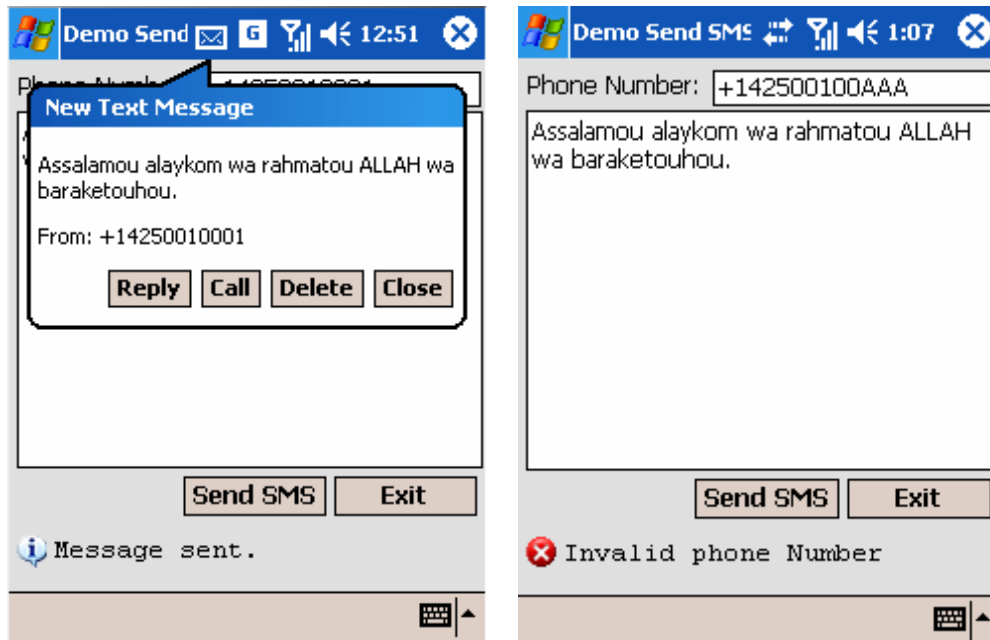 Demo Send
G
12:51
New Text Message
Assalamou alaykom wa rahmatou ALLAH wa
baraketouhou.
From: +14250010001
Reply Call Delete Close
Send SMS Exit
Message sent.
Demo Send SMS
1:07
Phone Number: +142500100AAA
Assalamou alaykom wa rahmatou ALLAH
wa baraketouhou.
Send SMS Exit
Invalid phone Number